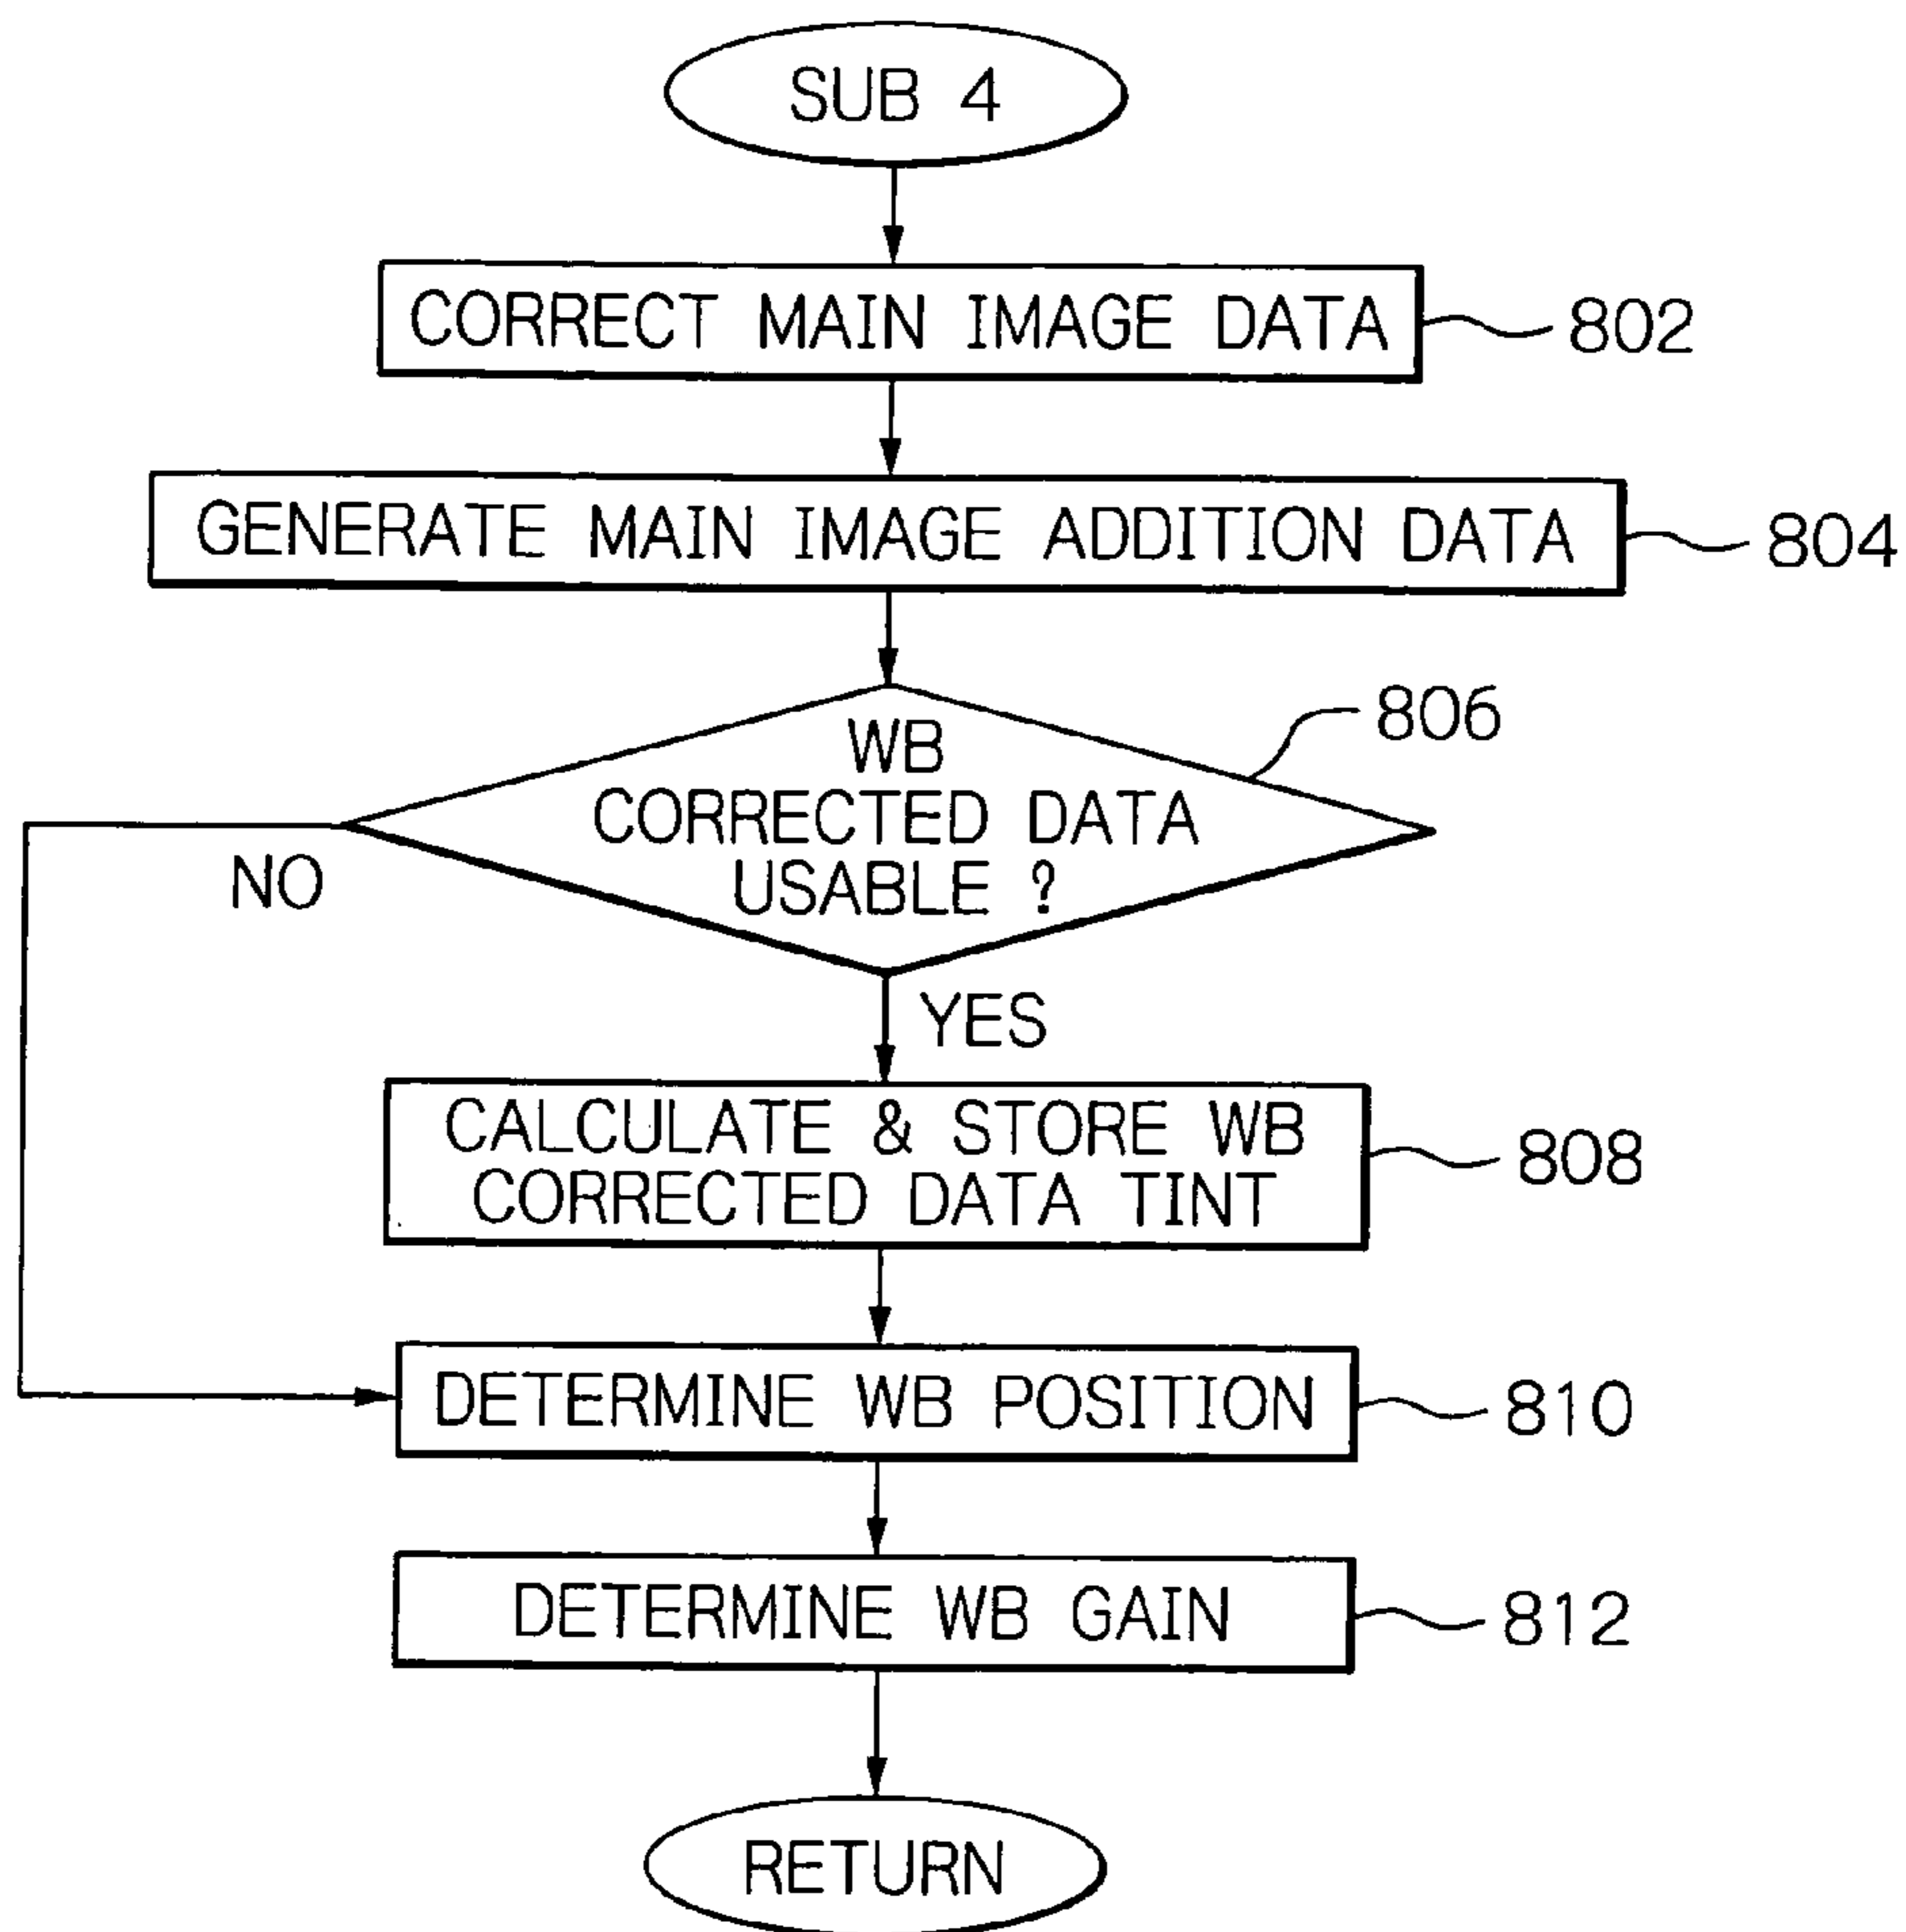 SUB 4
CORRECT MAIN IMAGE DATA
802
GENERATE MAIN IMAGE ADDITION DATA
804
806
WB
CORRECTED DATA
USABLE ?
NO
YES
CALCULATE & STORE WB
CORRECTED DATA TINT
808
DETERMINE WB POSITION
810
DETERMINE WB GAIN
812
RETURN